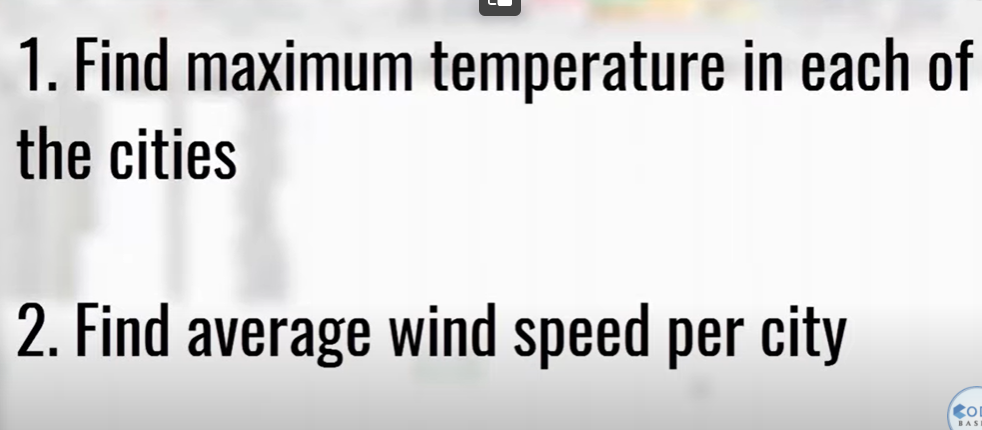 1. Find maximum temperature in each of
the cities
2. Find average wind speed per city